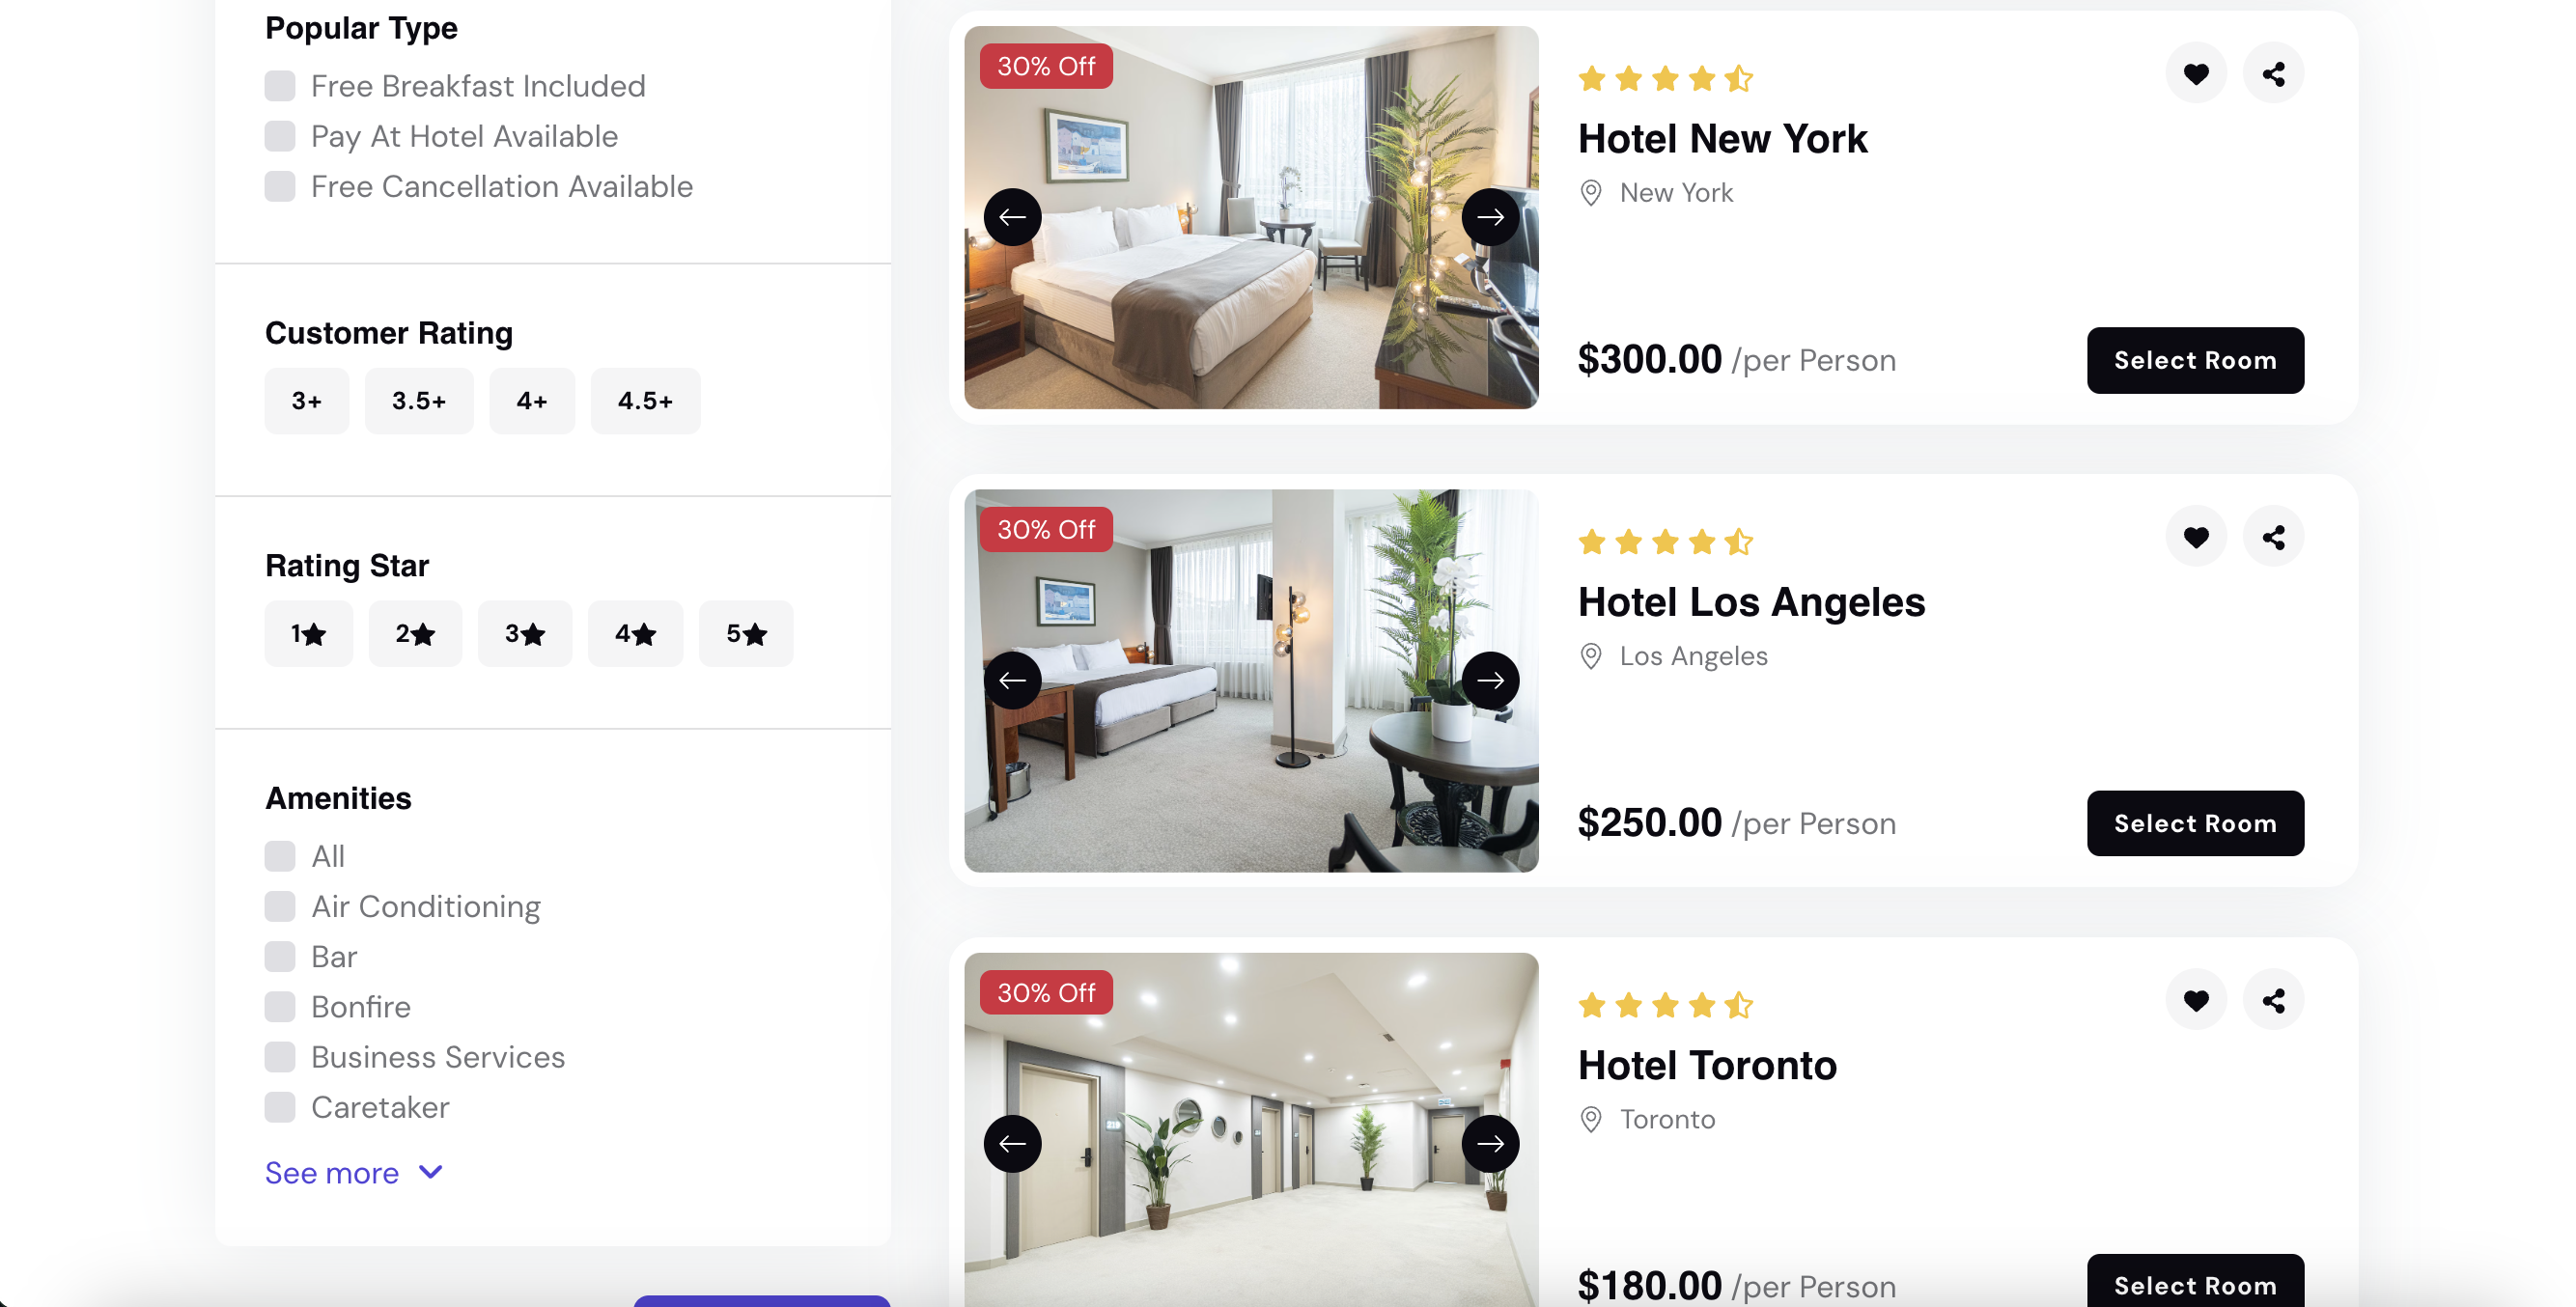 Popular Type
Free Breakfast Included
Pay At Hotel Available
Free Cancellation Available
Customer Rating
3+ 3.5+ 4+ 4.5+
Rating Star
1★ 2★ 3★ 4★ 5★
Amenities
All
Air Conditioning
Bar
Bonfire
Business Services
Caretaker
See more
30% Off
Hotel New York
New York
$300.00 /per Person
Select Room
30% Off
Hotel Los Angeles
Los Angeles
$250.00 /per Person
Select Room
30% Off
Hotel Toronto
Toronto
$180.00 /per Person
Select Room